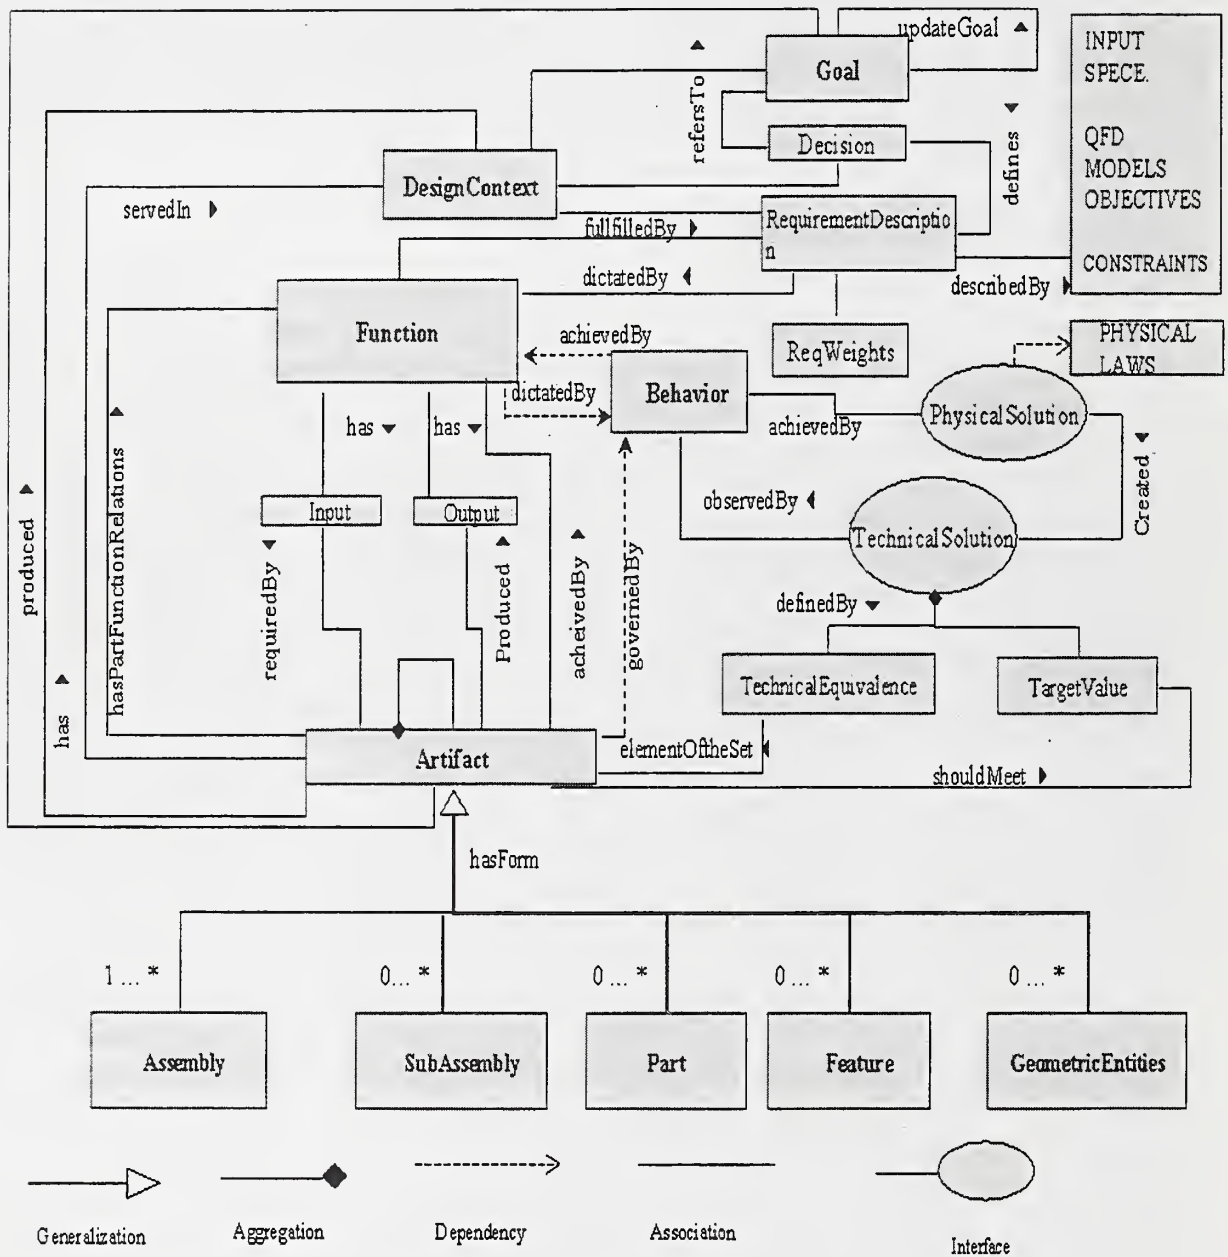 updateGoal
Goal
INPUT
SPECE.
QFD
MODELS
OBJECTIVES
CONSTRAINTS
refersTo
defines
Decision
DesignContext
servedIn
RequirementDescriptio
n
fullfilledBy
dictatedBy
describedBy
Function
achievedBy
ReqWeights
PHYSICAL
LAWS
dictatedBy
Behavior
achievedBy
PhysicalSolution
has
has
Input
Output
observedBy
TechnicalSolution
Created
produced
has
hasPartFunctionRelations
requiredBy
Produced
acheivedBy
governedBy
definedBy
TechnicalEquivalence
TargetValue
Artifact
elementOftheSet
shouldMeet
hasForm
1 ... *
0 ... *
0 ... *
0 ... *
0 ... *
Assembly
SubAssembly
Part
Feature
GeometricEntities
Generalization
Aggregation
Dependency
Association
Interface